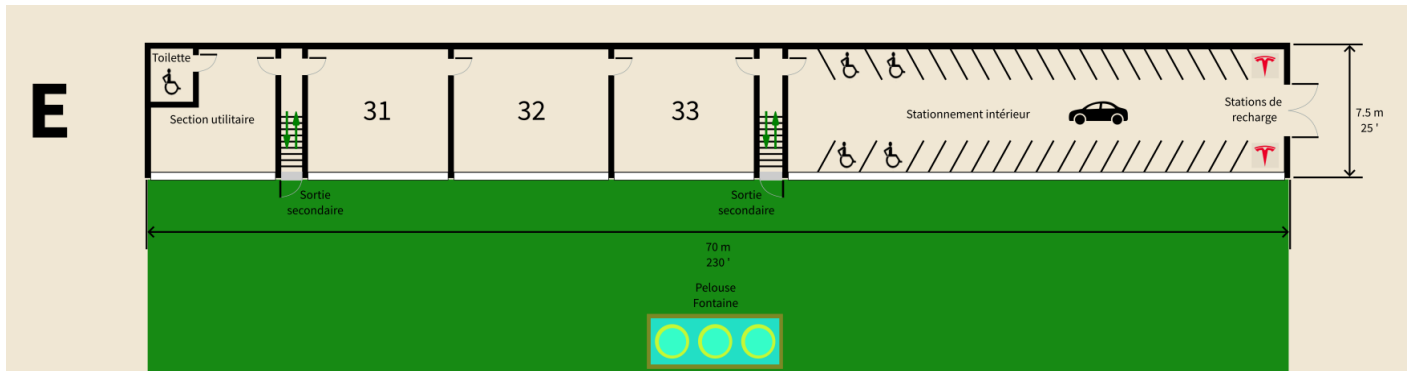 E
Toilette
Section utilitaire
31
32
33
Stationnement intérieur
Stations de
recharge
7.5 m
25 '
Sortie
secondaire
Sortie
secondaire
70 m
230 '
Pelouse
Fontaine